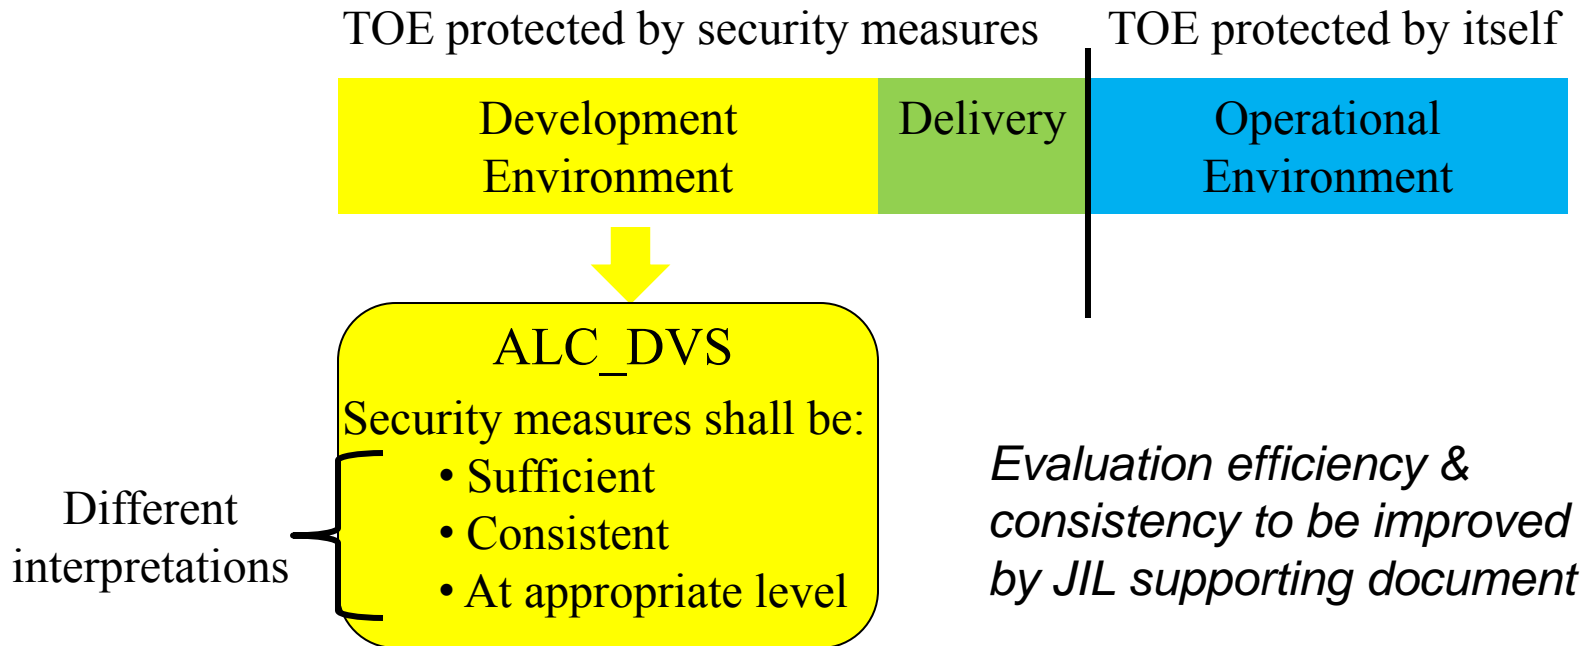 TOE protected by security measures
TOE protected by itself
Development
Environment
Delivery
Operational
Environment
ALC_DVS
Security measures shall be:
• Sufficient
• Consistent
• At appropriate level
Different
interpretations
Evaluation efficiency &
consistency to be improved
by JIL supporting document